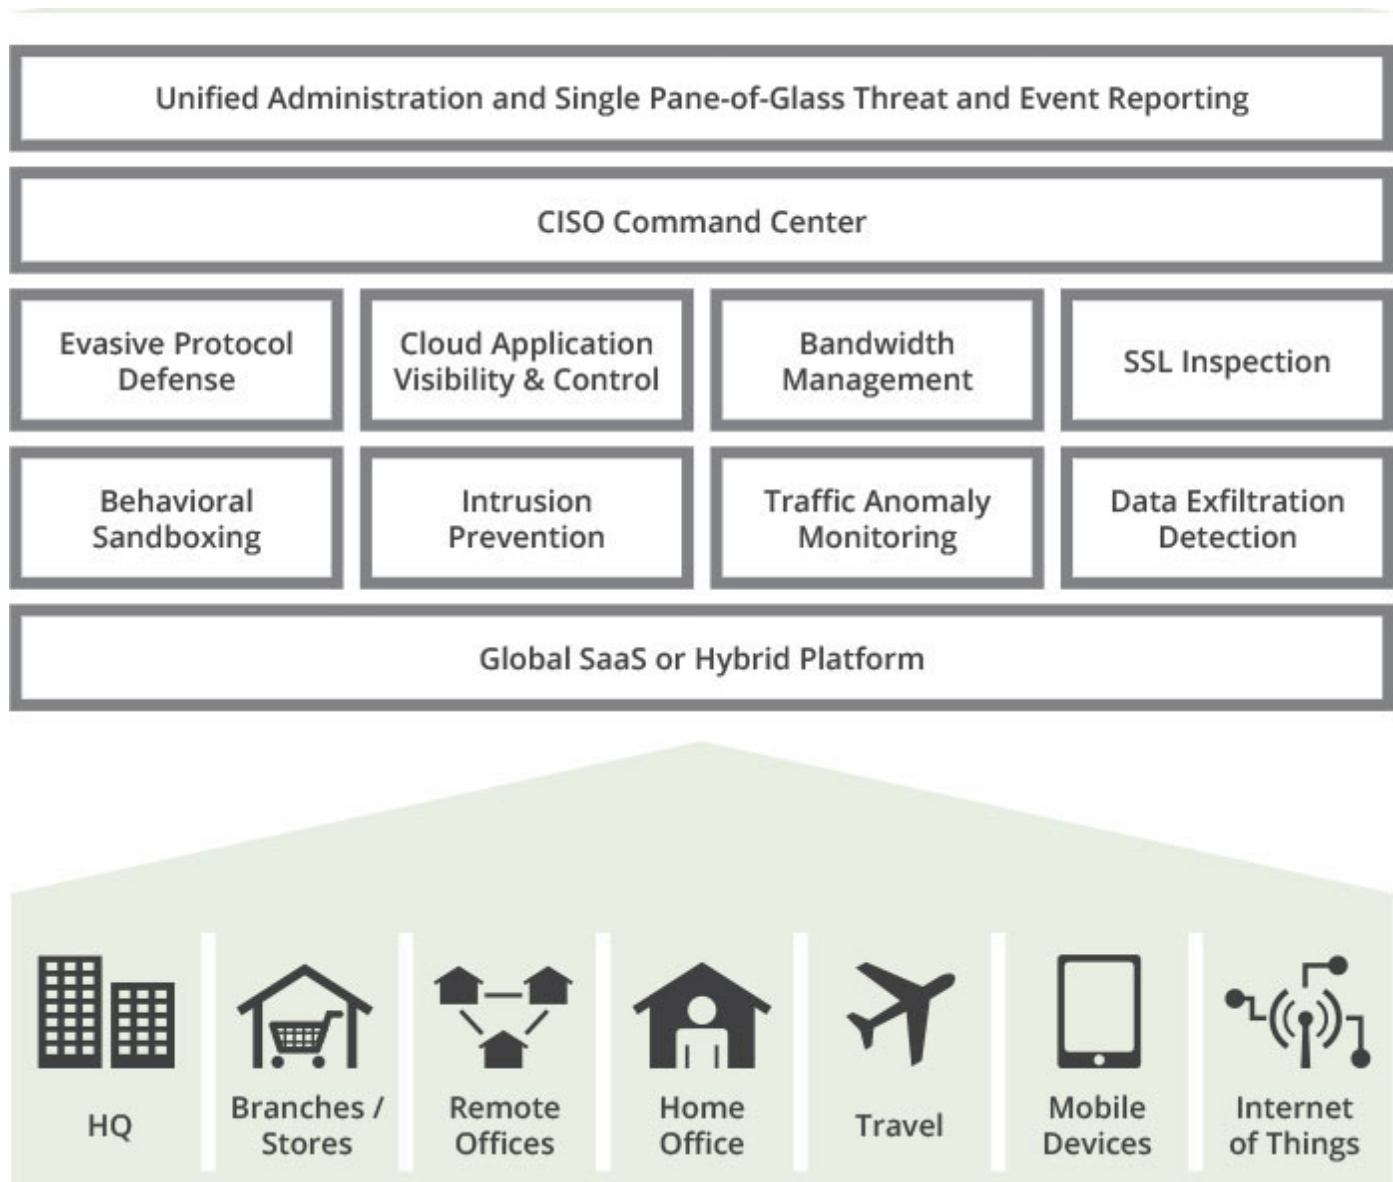 Unified Administration and Single Pane-of-Glass Threat and Event Reporting
CISO Command Center
Evasive Protocol
Defense
Cloud Application
Visibility & Control
Bandwidth
Management
SSL Inspection
Behavioral
Sandboxing
Intrusion
Prevention
Traffic Anomaly
Monitoring
Data Exfiltration
Detection
Global SaaS or Hybrid Platform
HQ
Branches /
Stores
Remote
Offices
Home
Office
Travel
Mobile
Devices
Internet
of Things